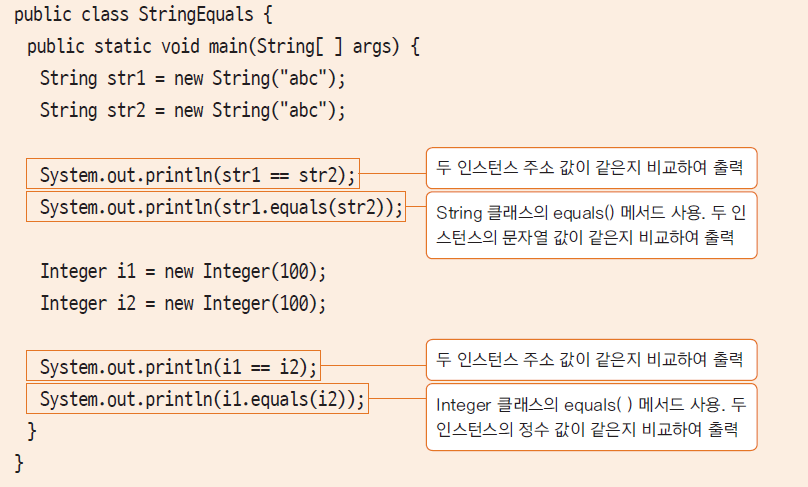 public class StringEquals {
public static void main(String[ ] args) {
String str1 = new String("abc");
String str2 = new String("abc");
System.out.println(str1 == str2);
두 인스턴스 주소 값이 같은지 비교하여 출력
System.out.println(str1.equals(str2));
String 클래스의 equals() 메서드 사용. 두 인
스턴스의 문자열 값이 같은지 비교하여 출력
Integer i1 = new Integer(100);
Integer i2 = new Integer(100);
System.out.println(i1 == i2);
두 인스턴스 주소 값이 같은지 비교하여 출력
System.out.println(i1.equals(i2));
Integer 클래스의 equals( ) 메서드 사용. 두
인스턴스의 정수 값이 같은지 비교하여 출력
}
}